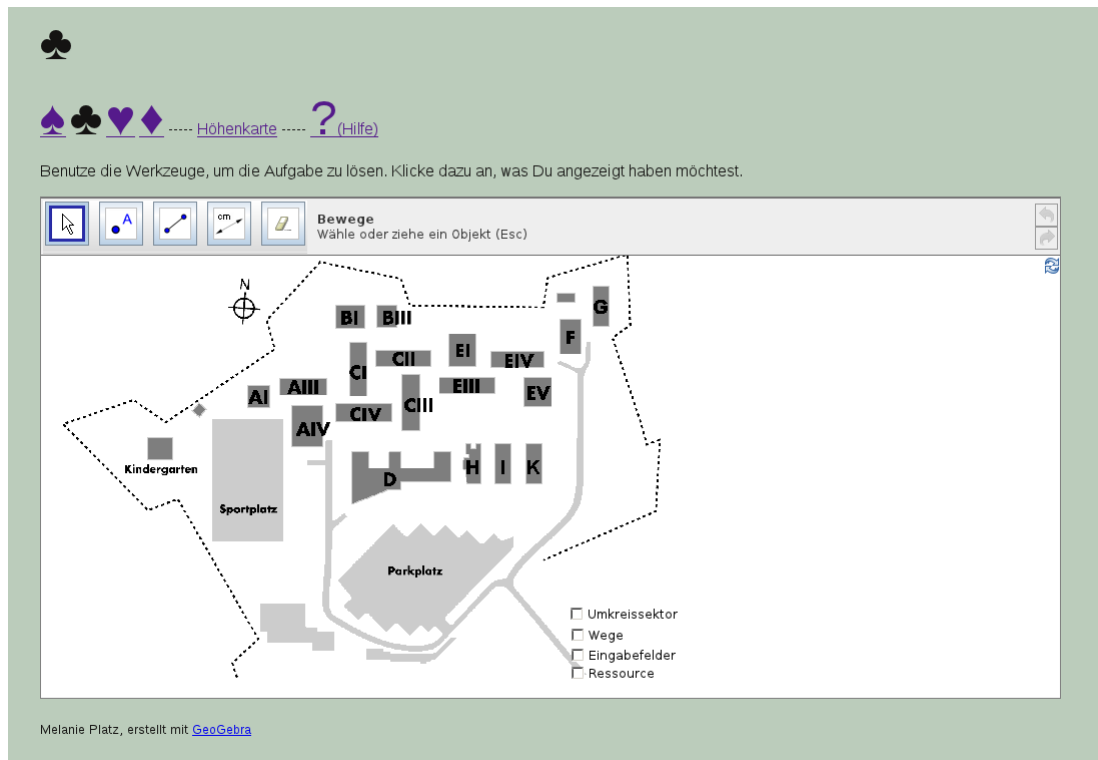 ♣
♠ ♣ ♥ ♦ ----- Höhenkarte ----- ?(Hilfe)
Benutze die Werkzeuge, um die Aufgabe zu lösen. Klicke dazu an, was Du angezeigt haben möchtest.
A
cm
Bewege
Wähle oder ziehe ein Objekt (Esc)
N
G
BI BIII
F
EI
CII
EIV
CI
AIII
EIII
EV
AI
CIII
CIV
AIV
Kindergarten
H I K
D
Sportplatz
Parkplatz
Umkreissektor
Wege
Eingabefelder
Ressource
Melanie Platz, erstellt mit GeoGebra